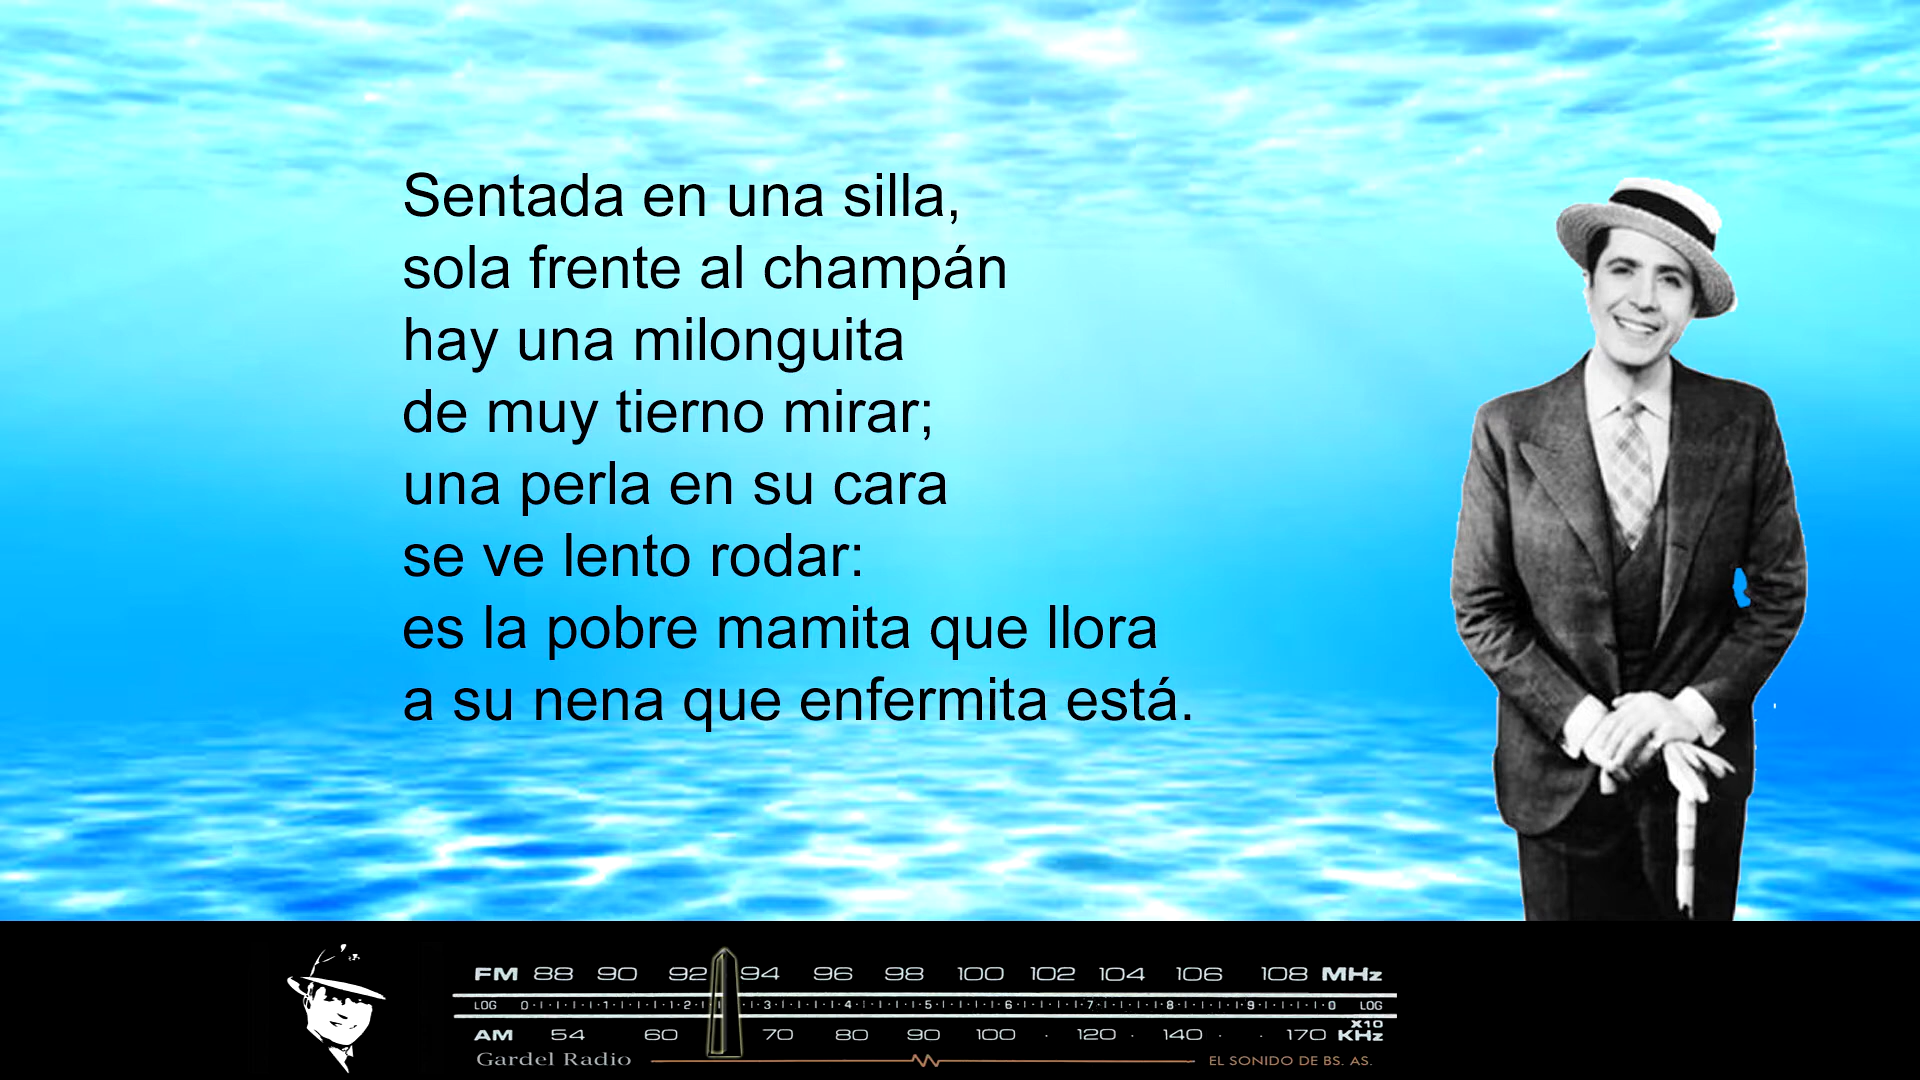 Sentada en una silla,
sola frente al champán
hay una milonguita
de muy tierno mirar;
una perla en su cara
se ve lento rodar:
es la pobre mamita que llora
a su nena que enfermita está.
FM 88 90 92 94 96 98 100 102 104 106 108 MHz
LOG 0 1 2 3 4 5 6 7 8 9 0 LOG
AM 54 60 70 80 90 100 · 120 · 140 · · 170 X10 KHz
Gardel Radio EL SONIDO DE BS. AS.